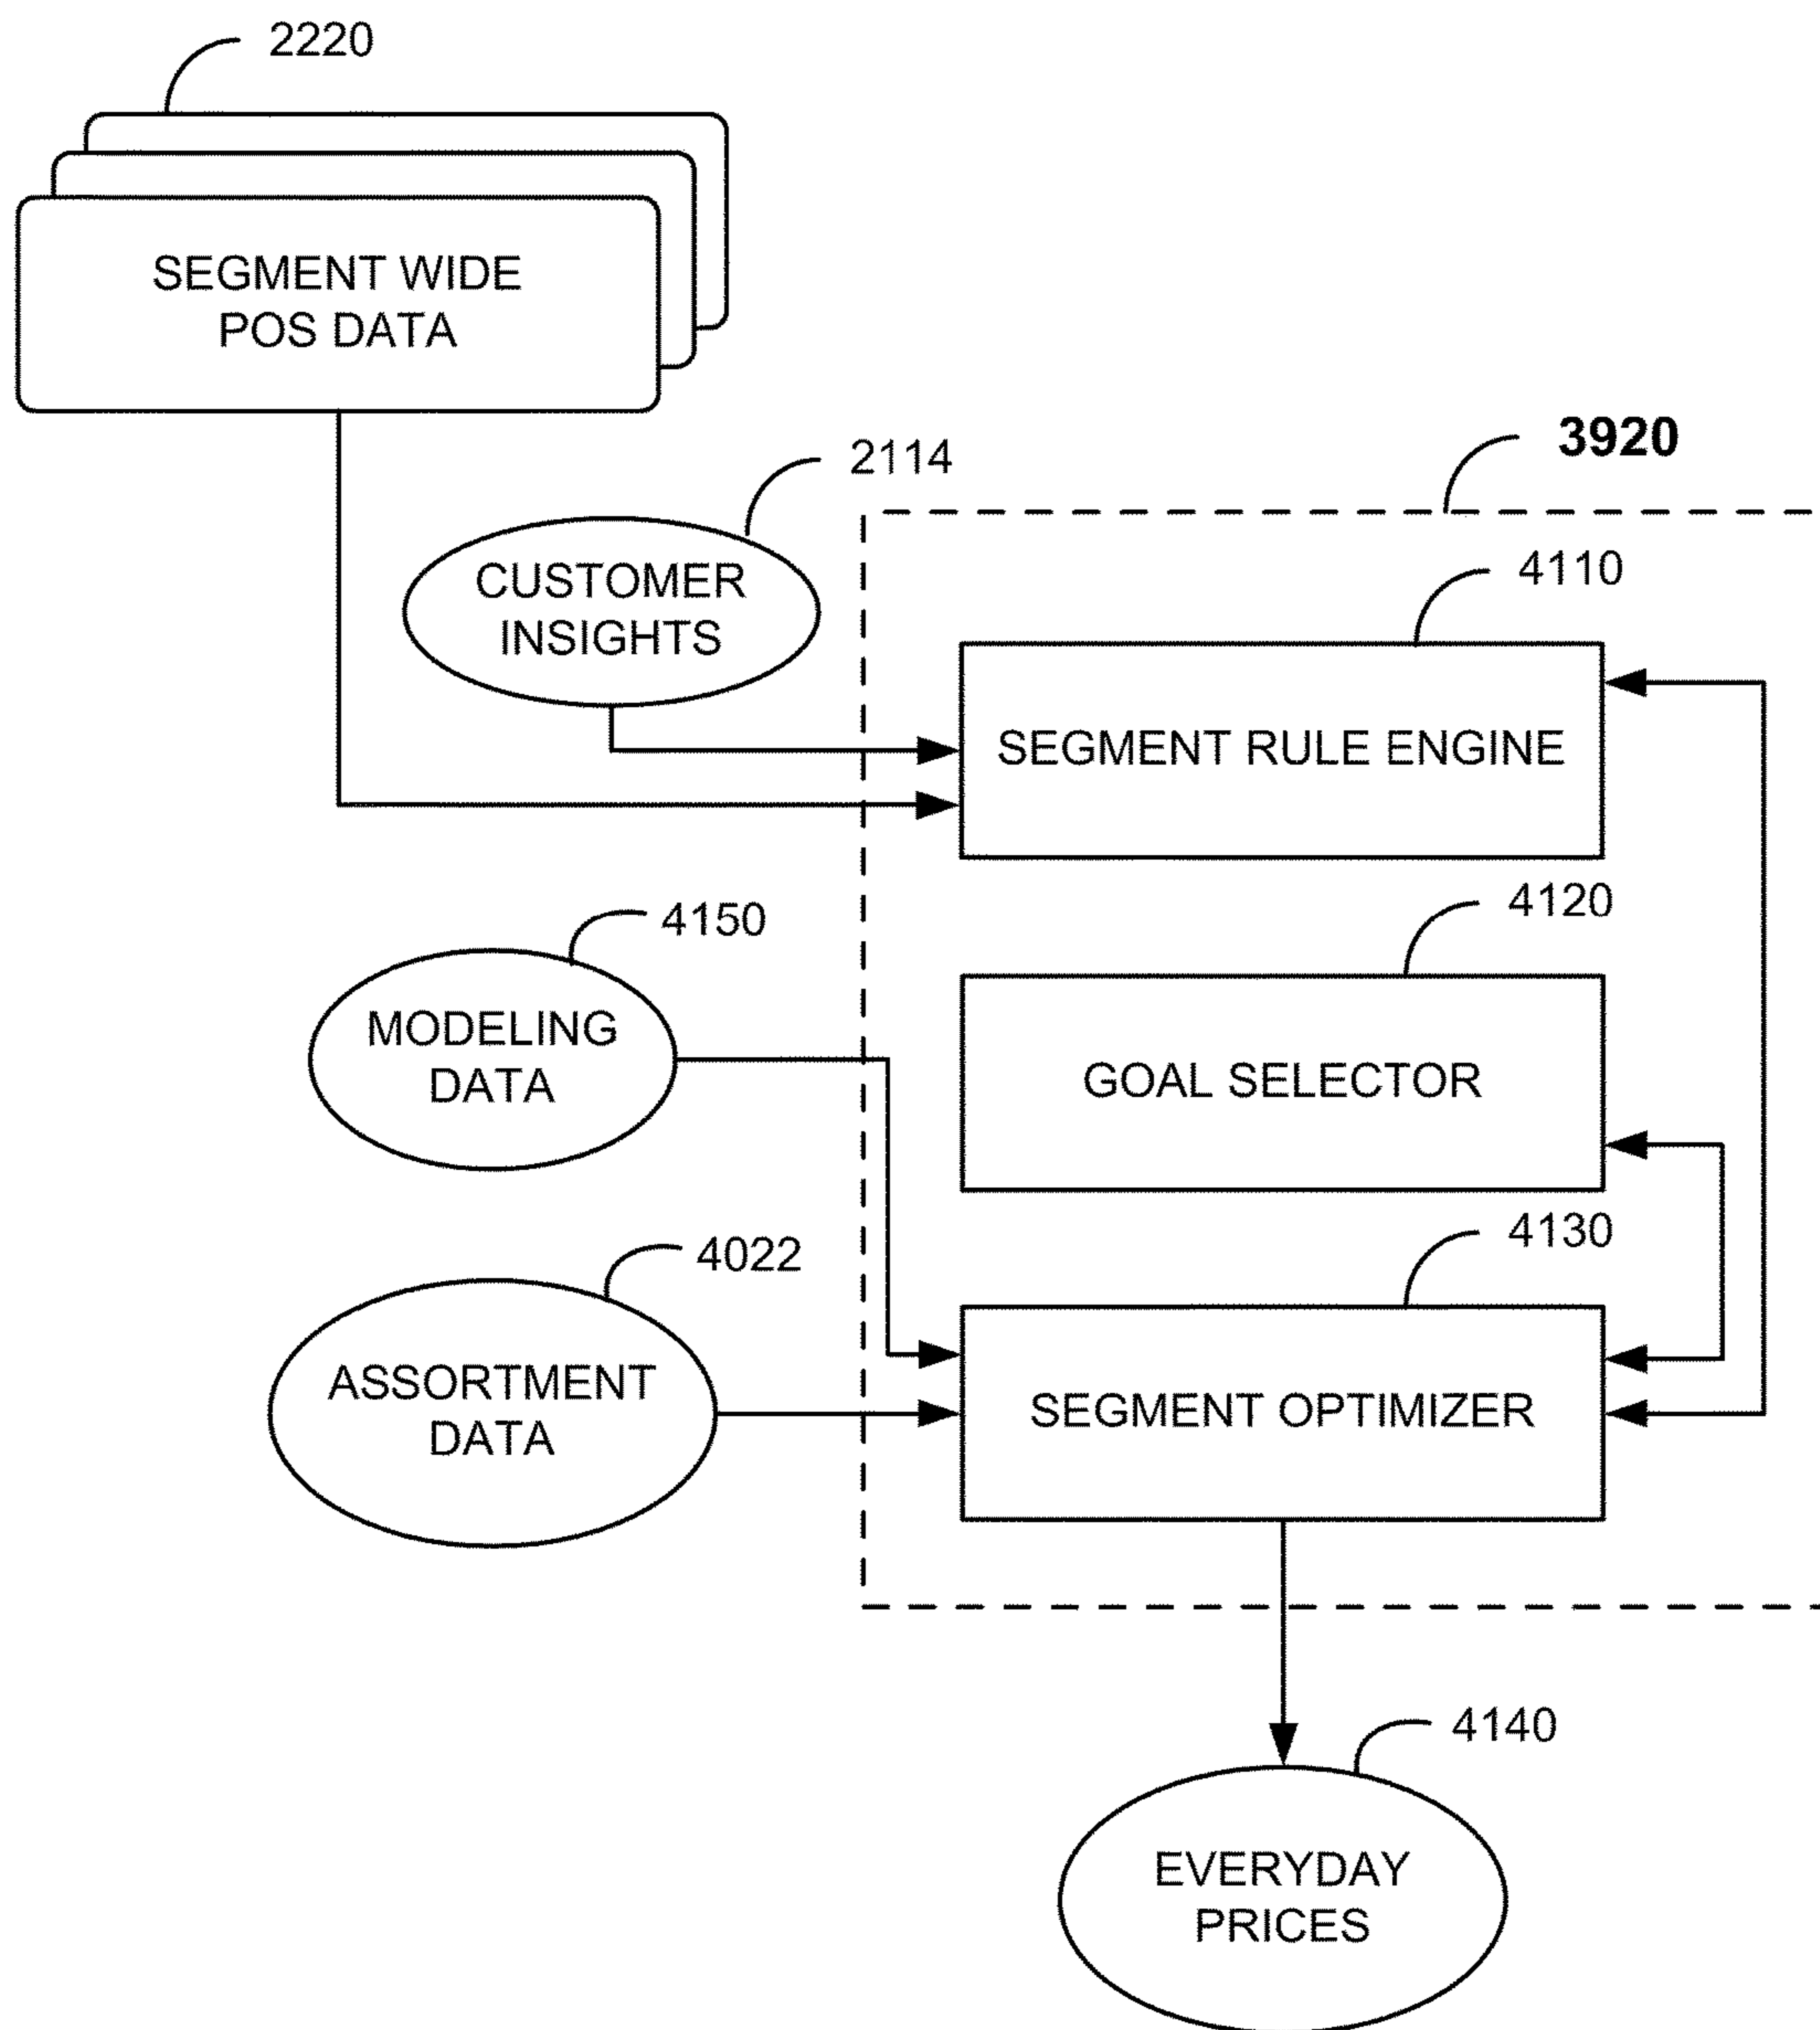 2220
SEGMENT WIDE
POS DATA
2114
3920
CUSTOMER
INSIGHTS
4110
SEGMENT RULE ENGINE
4150
4120
MODELING
DATA
GOAL SELECTOR
4022
4130
ASSORTMENT
DATA
SEGMENT OPTIMIZER
4140
EVERYDAY
PRICES